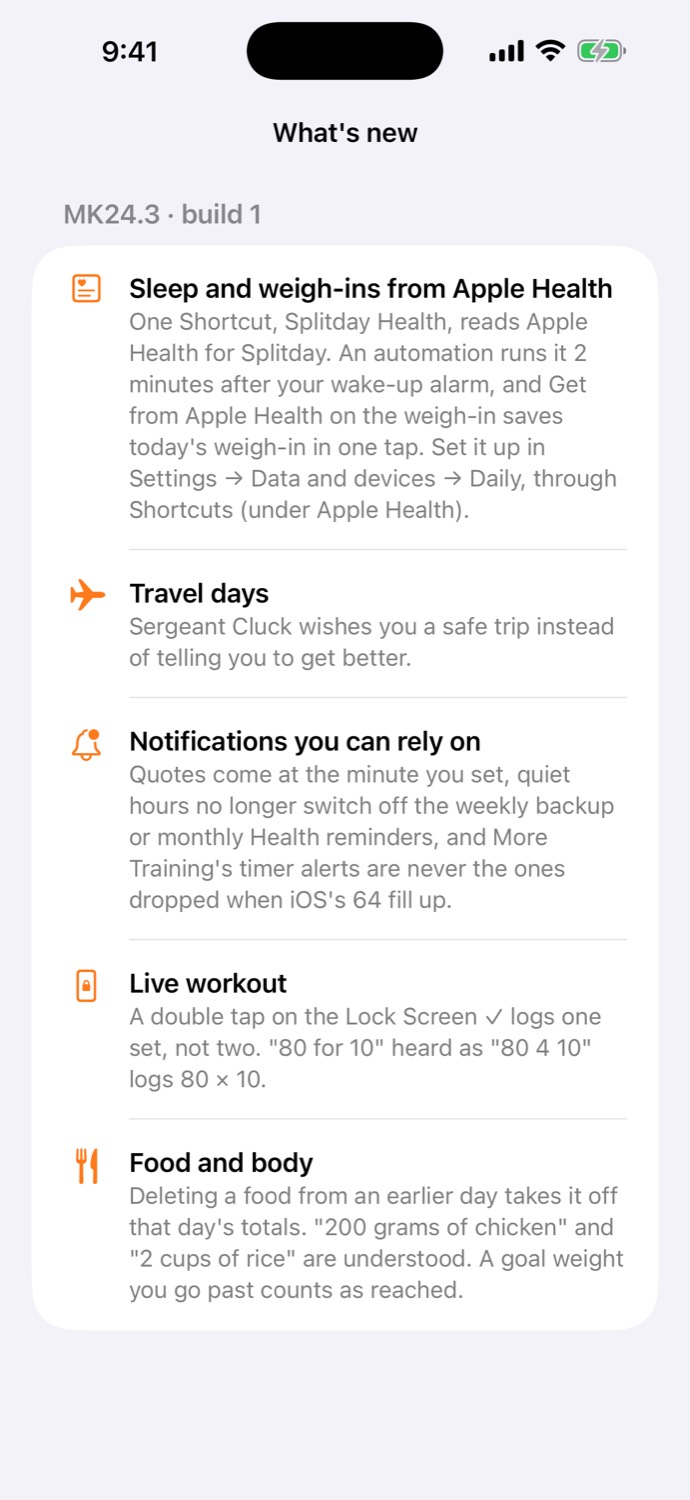 9:41
What's new
MK24.3 · build 1
Sleep and weigh-ins from Apple Health
One Shortcut, Splitday Health, reads Apple
Health for Splitday. An automation runs it 2
minutes after your wake-up alarm, and Get
from Apple Health on the weigh-in saves
today's weigh-in in one tap. Set it up in
Settings → Data and devices → Daily, through
Shortcuts (under Apple Health).
Travel days
Sergeant Cluck wishes you a safe trip instead
of telling you to get better.
Notifications you can rely on
Quotes come at the minute you set, quiet
hours no longer switch off the weekly backup
or monthly Health reminders, and More
Training's timer alerts are never the ones
dropped when iOS's 64 fill up.
Live workout
A double tap on the Lock Screen ✓ logs one
set, not two. "80 for 10" heard as "80 4 10"
logs 80 × 10.
Food and body
Deleting a food from an earlier day takes it off
that day's totals. "200 grams of chicken" and
"2 cups of rice" are understood. A goal weight
you go past counts as reached.